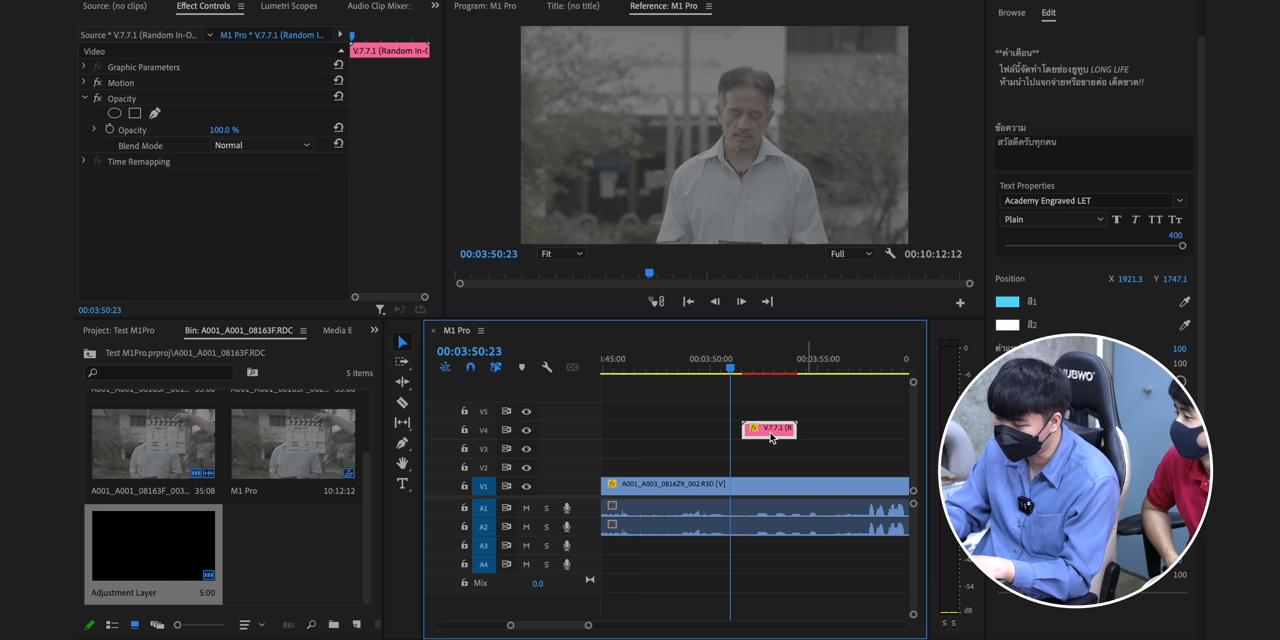 Source: (no clips)
Effect Controls
Lumetri Scopes
Audio Clip Mixer:
Source * V.7.7.1 (Random In-O...
M1 Pro * V.7.7.1 (Random I...
V.7.7.1 (Random In-O
Video
Graphic Parameters
fx Motion
fx Opacity
Opacity
100.0 %
Blend Mode
Normal
Time Remapping
00:03:50:23
Program: M1 Pro
Title: (no title)
Reference: M1 Pro
00:03:50:23
Fit
Full
00:10:12:12
Browse
Edit
**คำเตือน**
ไฟล์นี้จัดทำโดยช่องยูทูบ LONG LIFE
ห้ามนำไปแจกจ่ายหรือขายต่อ เด็ดขาด!!
ข้อความ
สวัสดีครับทุกคน
Text Properties
Academy Engraved LET
Plain
T T TT Tт
400
Position
X 1921.3
Y 1747.1
สี1
สี2
100
100
100
Project: Test M1Pro
Bin: A001_A001_08163F.RDC
Media E
Test M1Pro.prproj\A001_A001_08163F.RDC
5 items
A001_A001_08163F_003...
35:08
M1 Pro
10:12:12
Adjustment Layer
5:00
M1 Pro
00:03:50:23
:45:00
00:03:50:00
00:03:55:00
0
V5
V4
fx V.7.7.1 (R
V3
V2
V1
fx A001_A003_0816Z9_002.R3D [V]
A1 M S
A2 M S
A3 M S
A4 M S
Mix
0.0
0
-6
-54
dB
S S
NUBWO